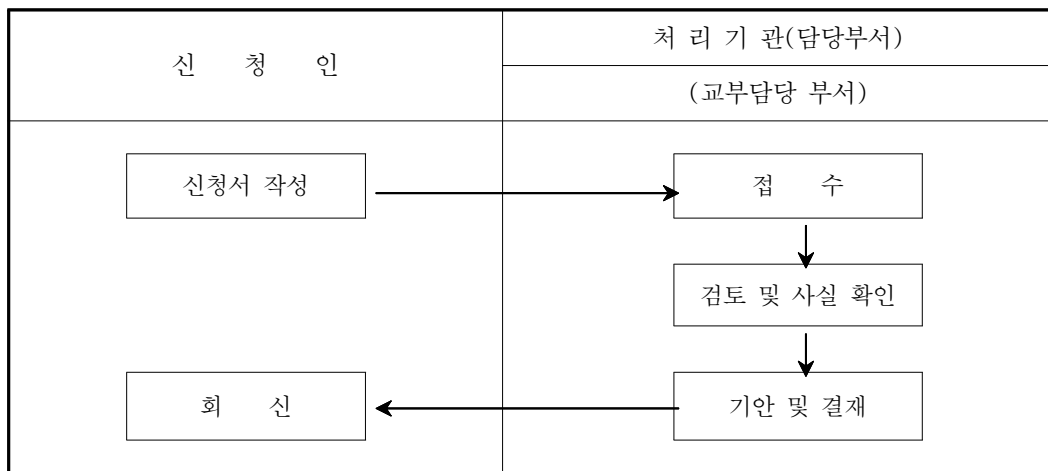 신 청 인
처 리 기 관(담당부서)
(교부담당 부서)
신청서 작성
접 수
검토 및 사실 확인
회 신
기안 및 결재